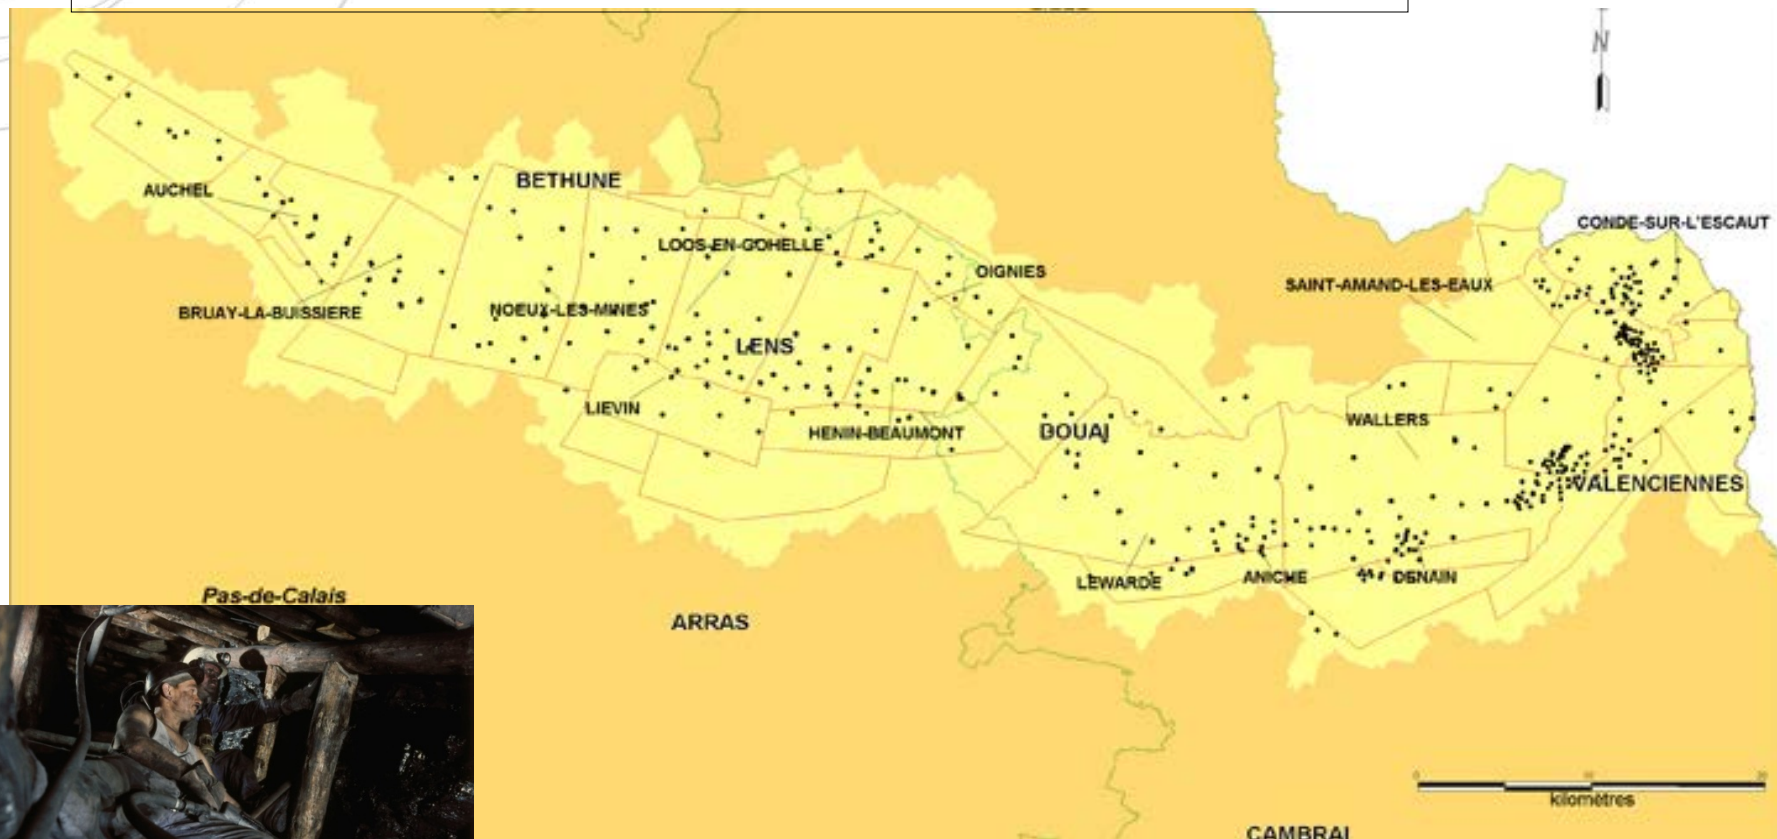 N
CONDE-SUR-L'ESCAUT
BETHUNE
AUCHEL
LOOS-EN-GOHELLE
OIGNIES
SAINT-AMAND-LES-EAUX
BRUAY-LA-BUISSIERE
NOEUX-LES-MINES
LENS
LIEVIN
HENIN-BEAUMONT
DOUAI
WALLERS
VALENCIENNES
LEWARDE
ANICHE
DENAIN
Pas-de-Calais
ARRAS
kilomètres
CAMBRAI